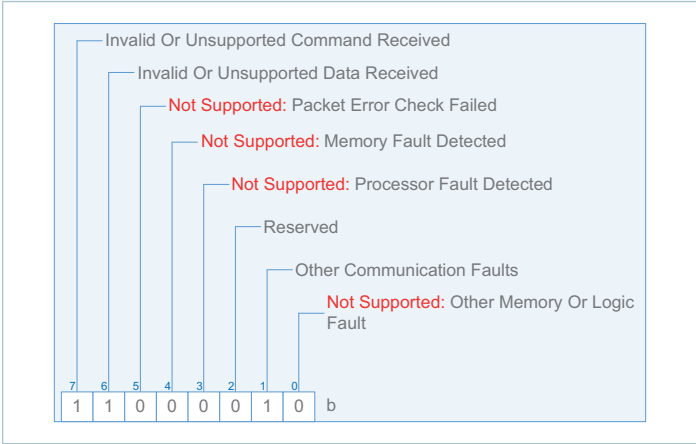 Invalid Or Unsupported Command Received
Invalid Or Unsupported Data Received
Not Supported: Packet Error Check Failed
Not Supported: Memory Fault Detected
Not Supported: Processor Fault Detected
Reserved
Other Communication Faults
Not Supported: Other Memory Or Logic
Fault
7 6 5 4 3 2 1 0
1 1 0 0 0 0 1 0 b